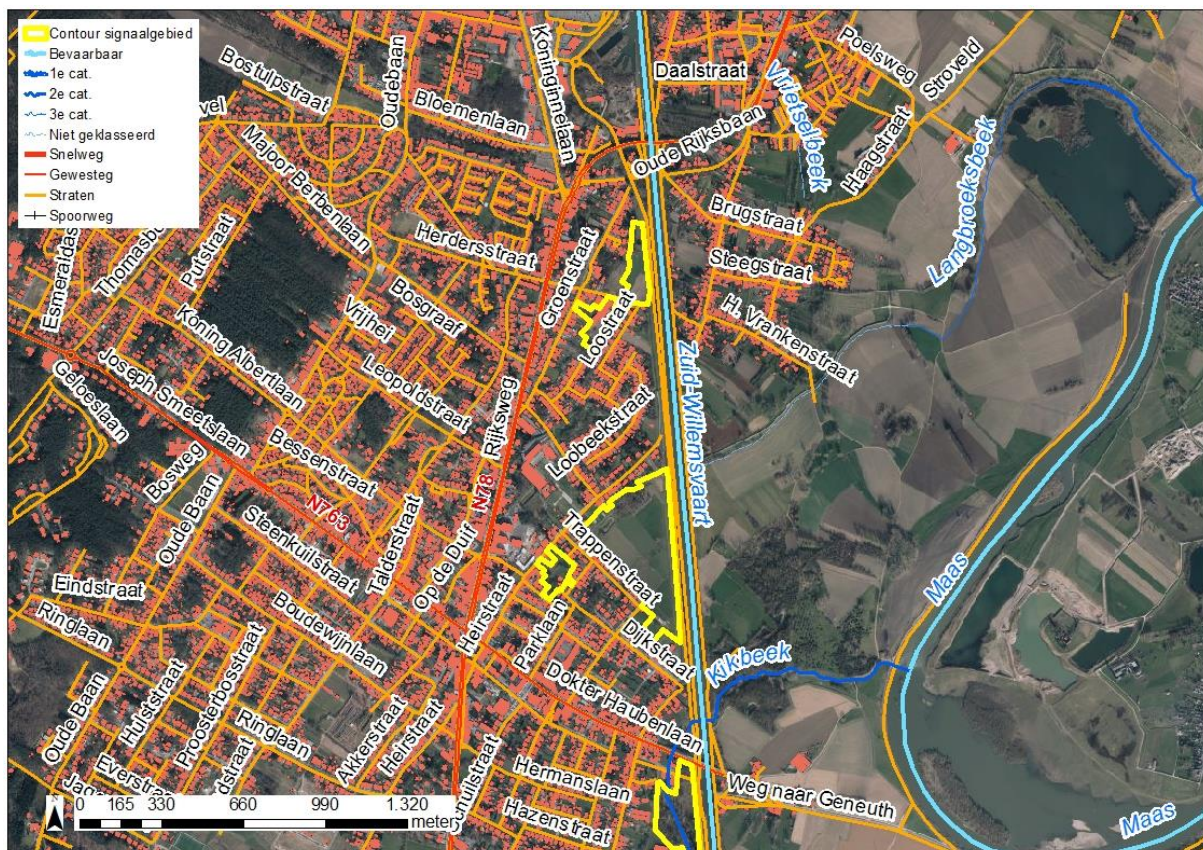 Contour signaalgebied
Bevaarbaar
1e cat.
2e cat.
3e cat.
Niet geklasseerd
Snelweg
Gewesteg
Straten
Spoorweg
Bostulpstraat
Oudebaan
Bloemenlaan
Koninginnelaan
Daalstraat
Vrietselbeek
Poelsweg
Stroveld
Haagstraat
Oude Rijksbaan
Majoor Berbenlaan
Brugstraat
Langbroeksbeek
Herdersstraat
Groenstraat
Steegstraat
Esmeraldas
Putstraat
Bosgraaf
Vrijhei
Loostraat
H. Vrankenstraat
Koning Albertlan
Leopoldstraat
Rijksweg
Zuid-Willemsvaart
Geloeslaan
Joseph Smeetslaan
Bessenstraat
Loobeekstraat
N78
Bosweg
Oude Baan
N763
Steenkuilstraat
Talderstraat
Op de Duif
Trappenstraat
Maas
Eindstraat
Ringlaan
Boudewijnlaan
Heirstraat
Parklaan
Dijkstraat
Kikbeek
Oude Baan
Hulststraat
Proosterbosstraat
Ringlaan
Akkerstraat
Heirstraat
Dokter Haubenlaan
Hermanslaan
Hazenstraat
Weg naar Geneuth
Maas
0 165 330 660 990 1.320
meter